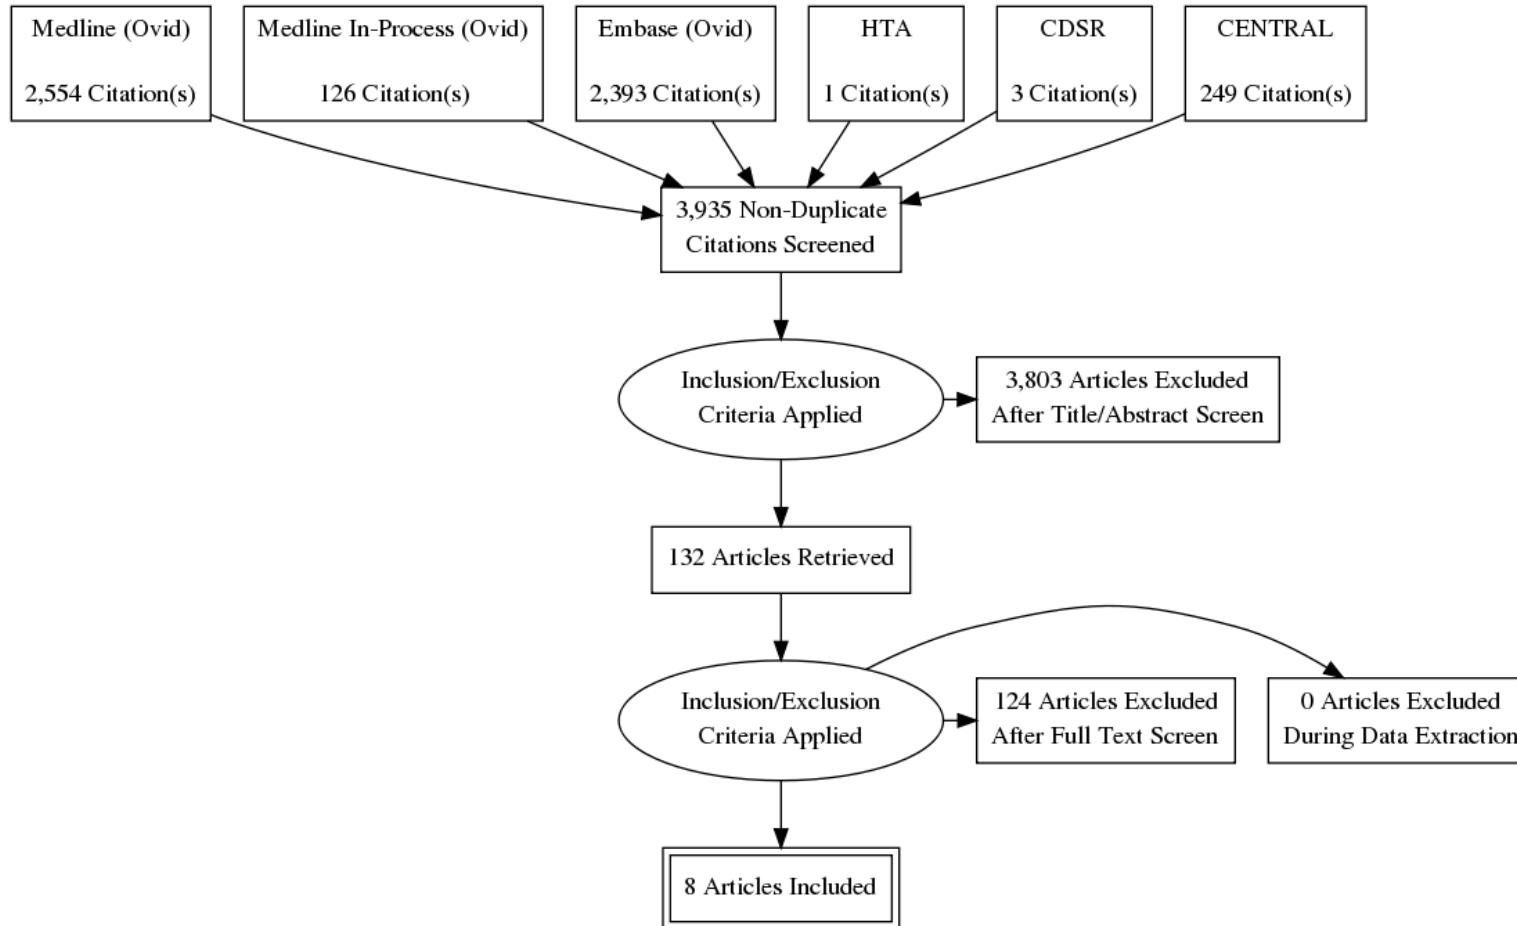 Medline (Ovid)
2,554 Citation(s)
Medline In-Process (Ovid)
126 Citation(s)
Embase (Ovid)
2,393 Citation(s)
HTA
1 Citation(s)
CDSR
3 Citation(s)
CENTRAL
249 Citation(s)
3,935 Non-Duplicate
Citations Screened
Inclusion/Exclusion
Criteria Applied
3,803 Articles Excluded
After Title/Abstract Screen
132 Articles Retrieved
Inclusion/Exclusion
Criteria Applied
124 Articles Excluded
After Full Text Screen
0 Articles Excluded
During Data Extraction
8 Articles Included